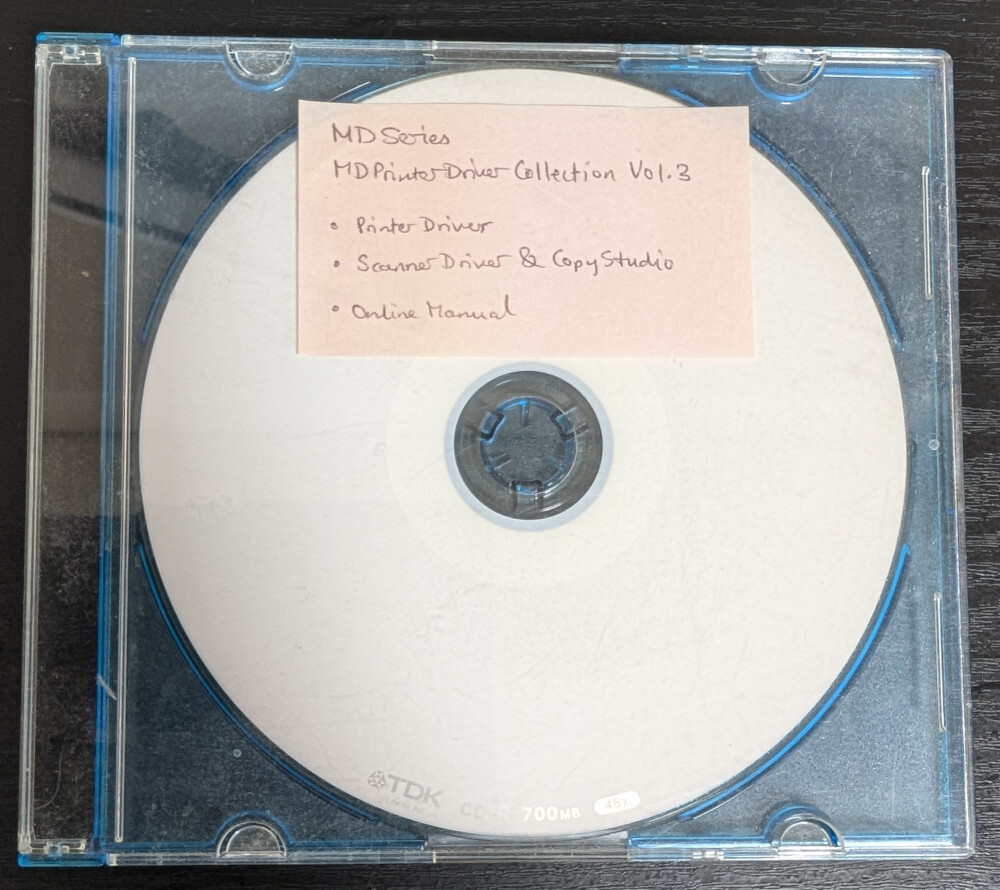 MD Series
MD Printer Driver Collection Vol.3
• Printer Driver
• Scanner Driver & Copy Studio
• Online Manual
TDK
CD-R 700MB 48x